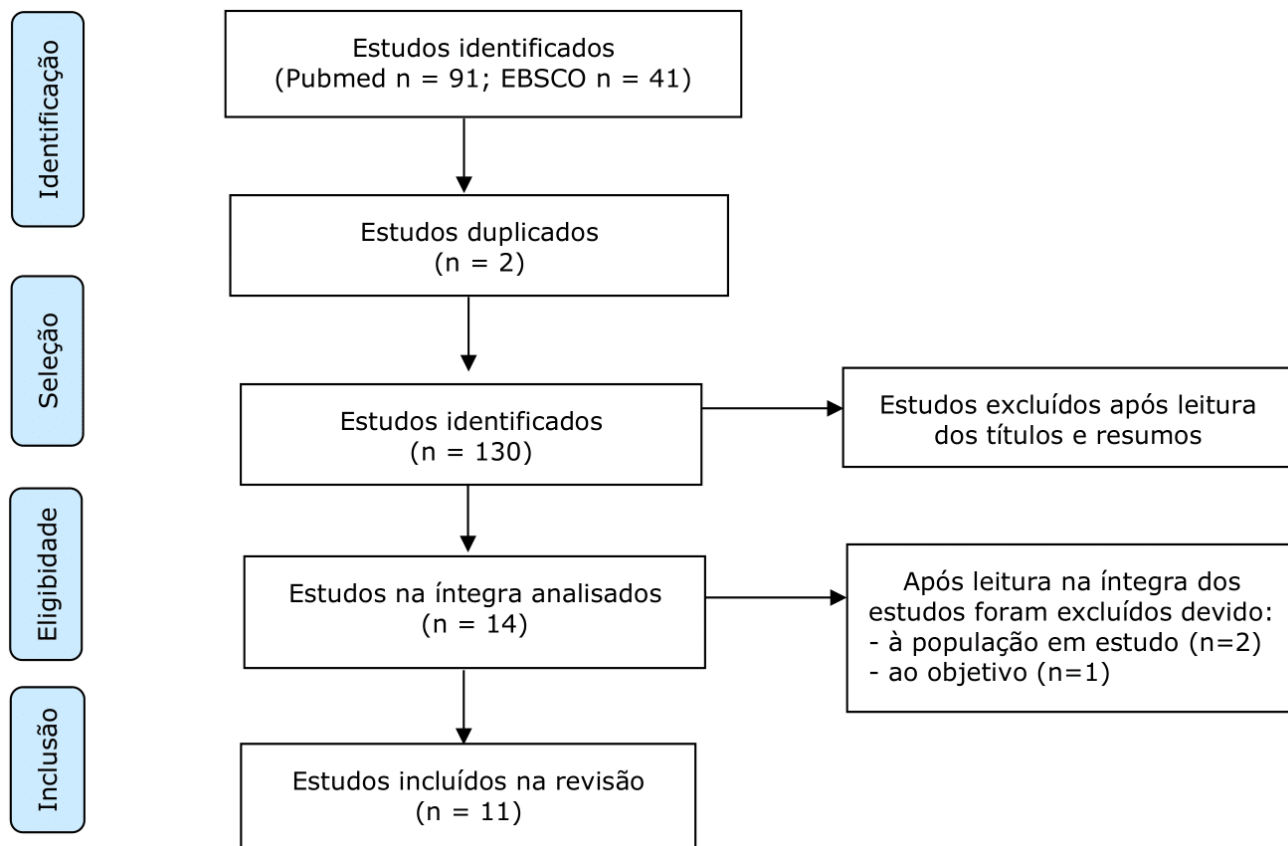 Identificação
Estudos identificados
(Pubmed n = 91; EBSCO n = 41)
Estudos duplicados
(n = 2)
Seleção
Estudos identificados
(n = 130)
Estudos excluídos após leitura
dos títulos e resumos
Eligibidade
Estudos na íntegra analisados
(n = 14)
Após leitura na íntegra dos
estudos foram excluídos devido:
- à população em estudo (n=2)
- ao objetivo (n=1)
Inclusão
Estudos incluídos na revisão
(n = 11)